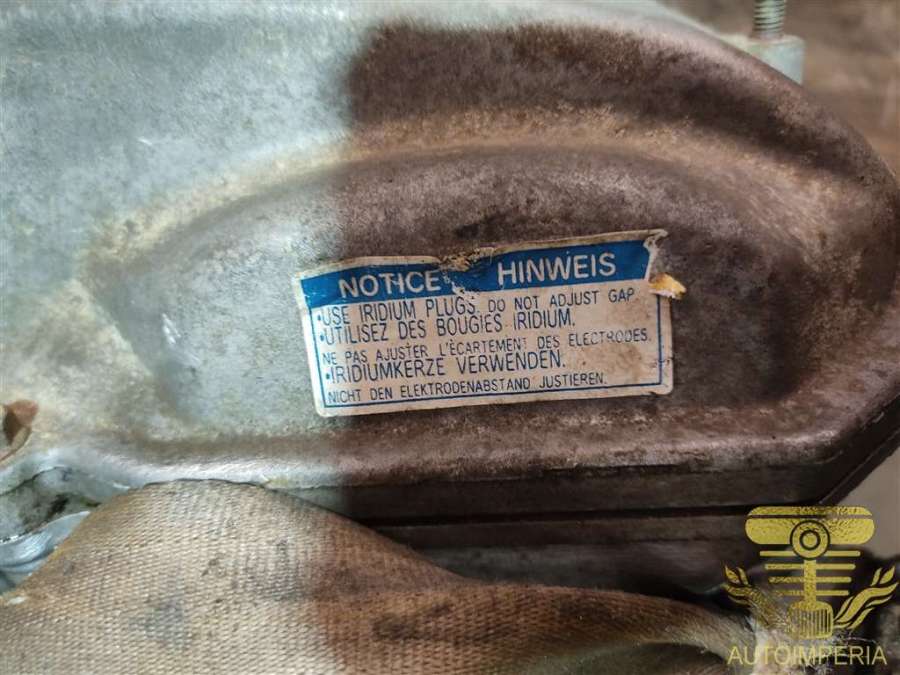 NOTICE HINWEIS
•USE IRIDIUM PLUGS. DO NOT ADJUST GAP
•UTILISEZ DES BOUGIES IRIDIUM.
NE PAS AJUSTER L'ÉCARTEMENT DES ELECTRODES.
•IRIDIUMKERZE VERWENDEN.
NICHT DEN ELEKTRODENABSTAND JUSTIEREN.
AUTOIMPERIA